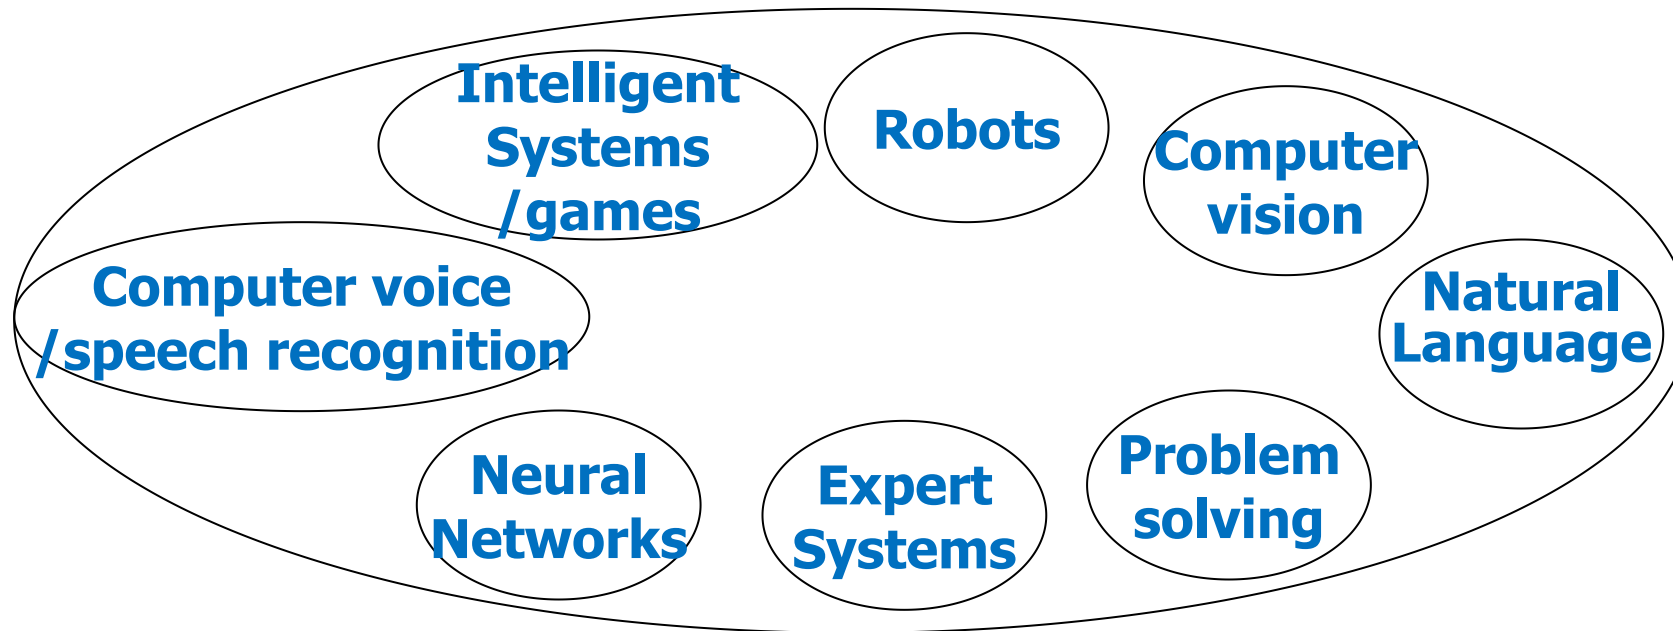 Intelligent
Systems
/games
Robots
Computer
vision
Computer voice
/speech recognition
Natural
Language
Neural
Networks
Expert
Systems
Problem
solving